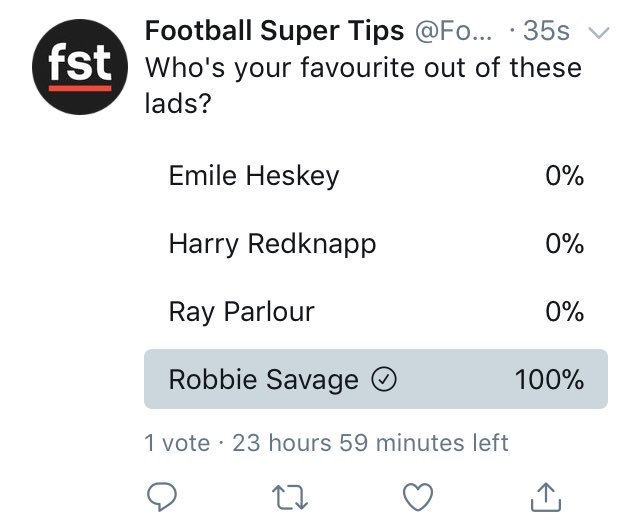 fst
Football Super Tips @Fo... · 35s
Who's your favourite out of these
lads?
Emile Heskey 0%
Harry Redknapp 0%
Ray Parlour 0%
Robbie Savage 100%
1 vote · 23 hours 59 minutes left